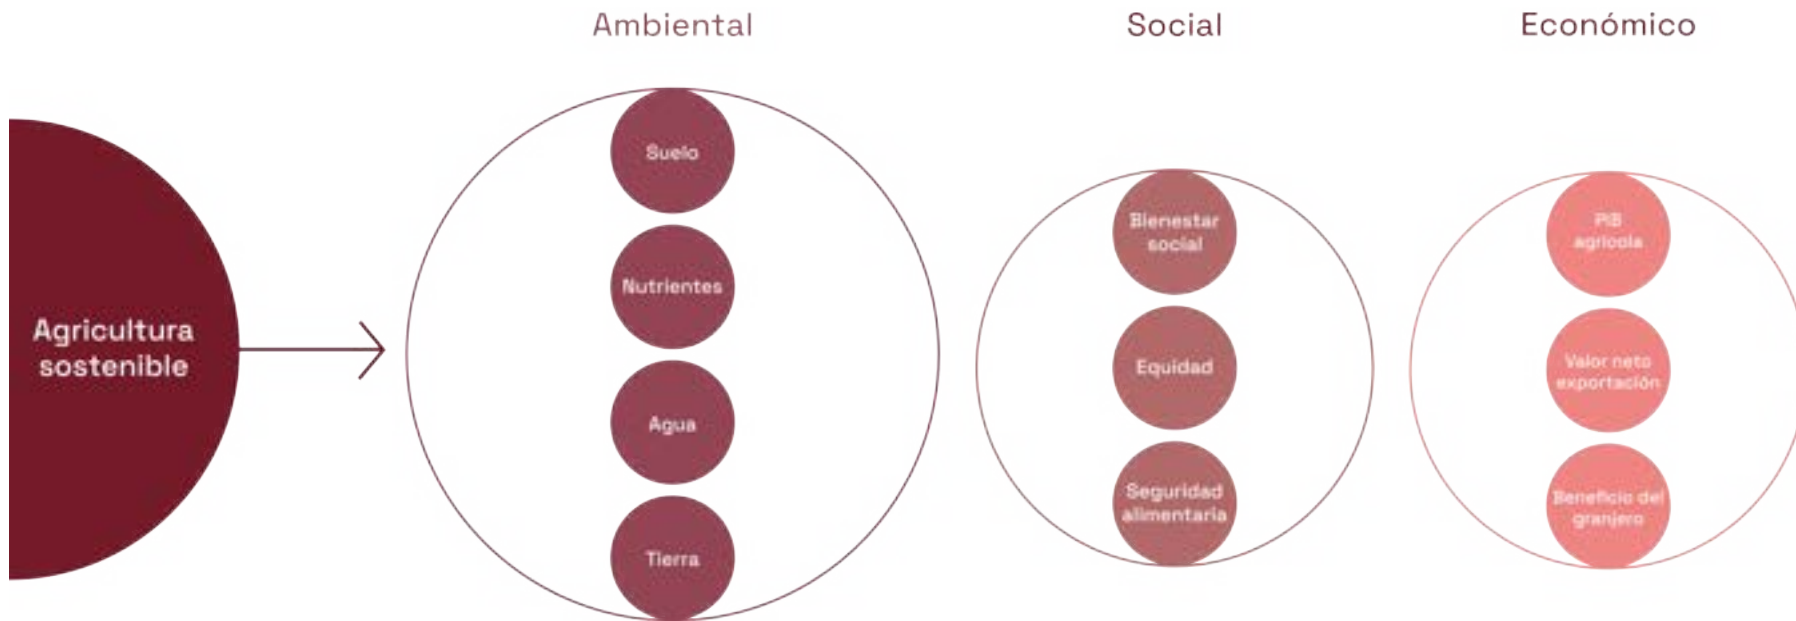 Ambiental
Social
Económico
Agricultura
sostenible
Suelo
Nutrientes
Agua
Tierra
Bienestar
social
Equidad
Seguridad
alimentaria
PIB
agrícola
Valor neto
exportación
Beneficio del
granjero